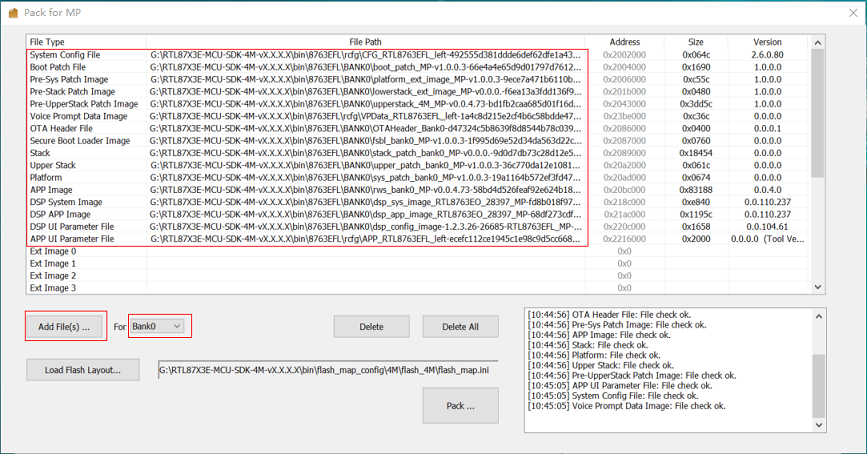 Pack for MP
File Type File Path Address Size Version
System Config File G:\RTL87X3E-MCU-SDK-4M-vX.X.X.X\bin\8763EFL\rcfg\CFG_RTL8763EFL_left-492555d381ddde6def62dfe1a43... 0x2002000 0x064c 2.6.0.80
Boot Patch File G:\RTL87X3E-MCU-SDK-4M-vX.X.X.X\bin\8763EFL\BANK0\boot_patch_MP-v1.0.0.3-66e4a4e65d9d01797d7612... 0x2004000 0x1690 1.0.0.0
Pre-Sys Patch Image G:\RTL87X3E-MCU-SDK-4M-vX.X.X.X\bin\8763EFL\BANK0\platform_ext_image_MP-v1.0.0.3-9ece7a471b6110b... 0x2006000 0xc55c 1.0.0.0
Pre-Stack Patch Image G:\RTL87X3E-MCU-SDK-4M-vX.X.X.X\bin\8763EFL\BANK0\lowerstack_ext_image_MP-v0.0.0.-f6ea13a3fdd136f9... 0x201b000 0x0480 1.0.0.0
Pre-UpperStack Patch Image G:\RTL87X3E-MCU-SDK-4M-vX.X.X.X\bin\8763EFL\BANK0\upperstack_4M_MP-v0.0.4.73-bd1fb2caa685d01f16d... 0x2043000 0x3dd5c 1.0.0.0
Voice Prompt Data Image G:\RTL87X3E-MCU-SDK-4M-vX.X.X.X\bin\8763EFL\rcfg\VPData_RTL8763EFL_left-1a4c8d215e2cf4b6c58bdde47... 0x23be000 0xc36c 0.0.0.0
OTA Header File G:\RTL87X3E-MCU-SDK-4M-vX.X.X.X\bin\8763EFL\BANK0\OTAHeader_Bank0-d47324c5b8639f8d8544b78c039... 0x2086000 0x0400 0.0.0.1
Secure Boot Loader Image G:\RTL87X3E-MCU-SDK-4M-vX.X.X.X\bin\8763EFL\BANK0\fsbl_bank0_MP-v1.0.0.3-1f995d69e52d34da563d22c... 0x2087000 0x0760 0.0.0.0
Stack G:\RTL87X3E-MCU-SDK-4M-vX.X.X.X\bin\8763EFL\BANK0\stack_patch_bank0_MP-v0.0.0.-9d0d7db73c28d12e5... 0x2089000 0x18454 0.0.0.0
Upper Stack G:\RTL87X3E-MCU-SDK-4M-vX.X.X.X\bin\8763EFL\BANK0\upper_patch_bank0_MP-v1.0.0.3-36c770da12e1081... 0x20a2000 0x061c 0.0.0.0
Platform G:\RTL87X3E-MCU-SDK-4M-vX.X.X.X\bin\8763EFL\BANK0\sys_patch_bank0_MP-v1.0.0.3-19a1164b572ef3fd47... 0x20ad000 0x0674 0.0.0.0
APP Image G:\RTL87X3E-MCU-SDK-4M-vX.X.X.X\bin\8763EFL\BANK0\rws_bank0_MP-v0.0.4.73-58bd4d526feaf92e624b18... 0x20bc000 0x83188 0.0.4.0
DSP System Image G:\RTL87X3E-MCU-SDK-4M-vX.X.X.X\bin\8763EFL\BANK0\dsp_sys_image_RTL8763EO_28397_MP-fd8b018f97... 0x218c000 0xe840 0.0.110.237
DSP APP Image G:\RTL87X3E-MCU-SDK-4M-vX.X.X.X\bin\8763EFL\BANK0\dsp_app_image_RTL8763EO_28397_MP-68df273cdf... 0x21ac000 0x1195c 0.0.110.237
DSP UI Parameter File G:\RTL87X3E-MCU-SDK-4M-vX.X.X.X\bin\8763EFL\BANK0\dsp_config_image-1.2.3.26-26685-RTL8763EFL_MP-... 0x220c000 0x1658 0.0.104.61
APP UI Parameter File G:\RTL87X3E-MCU-SDK-4M-vX.X.X.X\bin\8763EFL\rcfg\APP_RTL8763EFL_left-ecefc112ce1945c1e98c9d5cc668... 0x2216000 0x2000 0.0.0.0 (Tool Ve...
Ext Image 0 0x0
Ext Image 1 0x0
Ext Image 2 0x0
Ext Image 3 0x0
Add File(s) ... For Bank0 Delete Delete All
Load Flash Layout... G:\RTL87X3E-MCU-SDK-4M-vX.X.X.X\bin\flash_map_config\4M\flash_4M\flash_map.ini
Pack ...
[10:44:56] OTA Header File: File check ok.
[10:44:56] Pre-Sys Patch Image: File check ok.
[10:44:56] APP Image: File check ok.
[10:44:56] Stack: File check ok.
[10:44:56] Platform: File check ok.
[10:44:56] Upper Stack: File check ok.
[10:44:56] Pre-UpperStack Patch Image: File check ok.
[10:45:05] APP UI Parameter File: File check ok.
[10:45:05] System Config File: File check ok.
[10:45:05] Voice Prompt Data Image: File check ok.